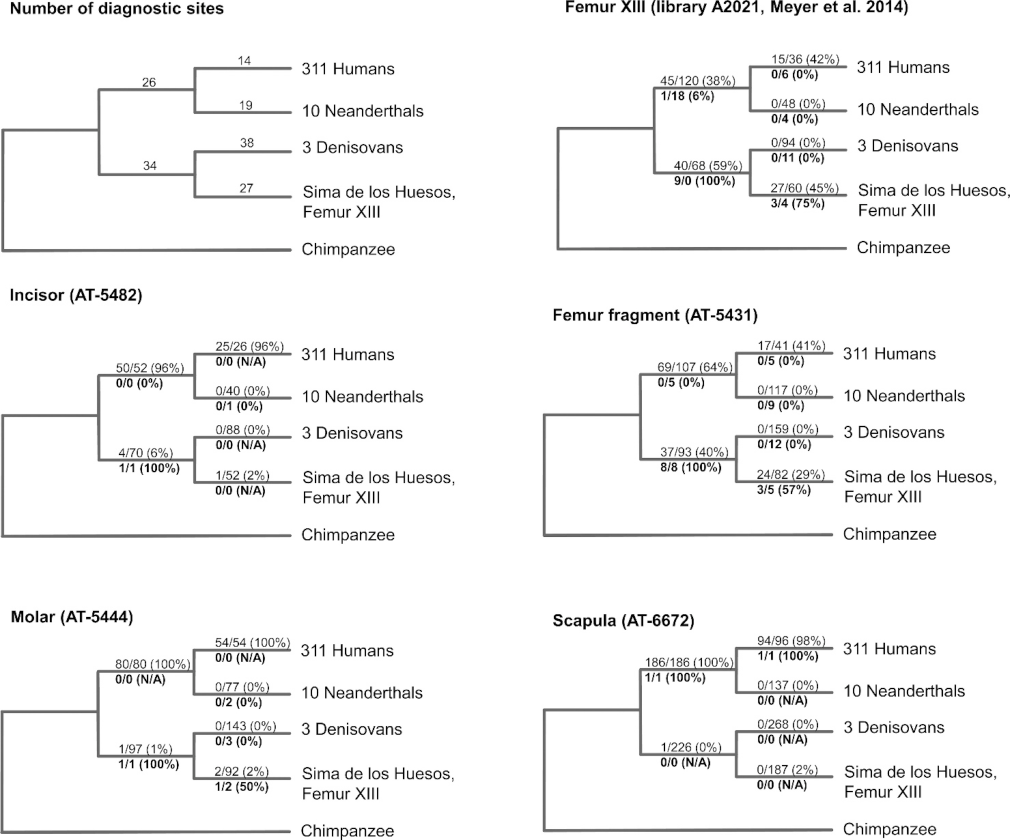 Number of diagnostic sites
14
311 Humans
26
19
10 Neanderthals
38
3 Denisovans
34
27
Sima de los Huesos,
Femur XIII
Chimpanzee
Femur XIII (library A2021, Meyer et al. 2014)
15/36 (42%)
311 Humans
0/6 (0%)
45/120 (38%)
1/18 (6%)
0/48 (0%)
10 Neanderthals
0/4 (0%)
0/94 (0%)
3 Denisovans
0/11 (0%)
40/68 (59%)
9/0 (100%)
27/60 (45%)
Sima de los Huesos,
3/4 (75%)
Femur XIII
Chimpanzee
Incisor (AT-5482)
25/26 (96%)
311 Humans
0/0 (N/A)
50/52 (96%)
0/0 (0%)
0/40 (0%)
10 Neanderthals
0/1 (0%)
0/88 (0%)
3 Denisovans
0/0 (N/A)
4/70 (6%)
1/1 (100%)
1/52 (2%)
Sima de los Huesos,
0/0 (N/A)
Femur XIII
Chimpanzee
Femur fragment (AT-5431)
17/41 (41%)
311 Humans
0/5 (0%)
69/107 (64%)
0/5 (0%)
0/117 (0%)
10 Neanderthals
0/9 (0%)
0/159 (0%)
3 Denisovans
0/12 (0%)
37/93 (40%)
8/8 (100%)
24/82 (29%)
Sima de los Huesos,
3/5 (57%)
Femur XIII
Chimpanzee
Molar (AT-5444)
54/54 (100%)
311 Humans
0/0 (N/A)
80/80 (100%)
0/0 (N/A)
0/77 (0%)
10 Neanderthals
0/2 (0%)
0/143 (0%)
3 Denisovans
0/3 (0%)
1/97 (1%)
1/1 (100%)
2/92 (2%)
Sima de los Huesos,
1/2 (50%)
Femur XIII
Chimpanzee
Scapula (AT-6672)
94/96 (98%)
311 Humans
1/1 (100%)
186/186 (100%)
1/1 (100%)
0/137 (0%)
10 Neanderthals
0/0 (N/A)
0/268 (0%)
3 Denisovans
0/0 (N/A)
1/226 (0%)
0/0 (N/A)
0/187 (2%)
Sima de los Huesos,
0/0 (N/A)
Femur XIII
Chimpanzee